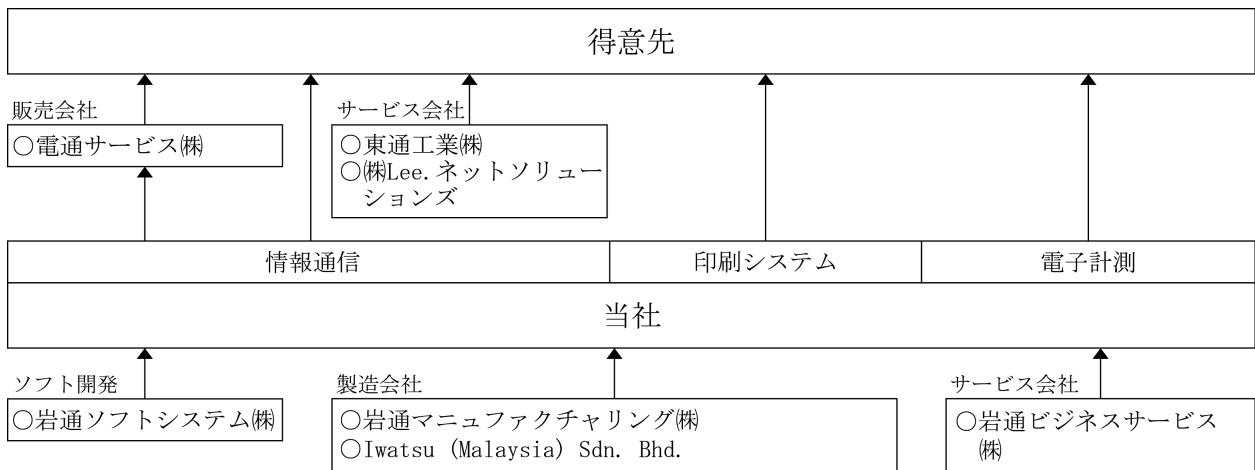 得意先
販売会社
○電通サービス㈱
サービス会社
○東通工業㈱
○㈱Lee.ネットソリュー
ションズ
情報通信
印刷システム
電子計測
当社
ソフト開発
○岩通ソフトシステム㈱
製造会社
○岩通マニュファクチャリング㈱
○Iwatsu (Malaysia) Sdn. Bhd.
サービス会社
○岩通ビジネスサービス
㈱